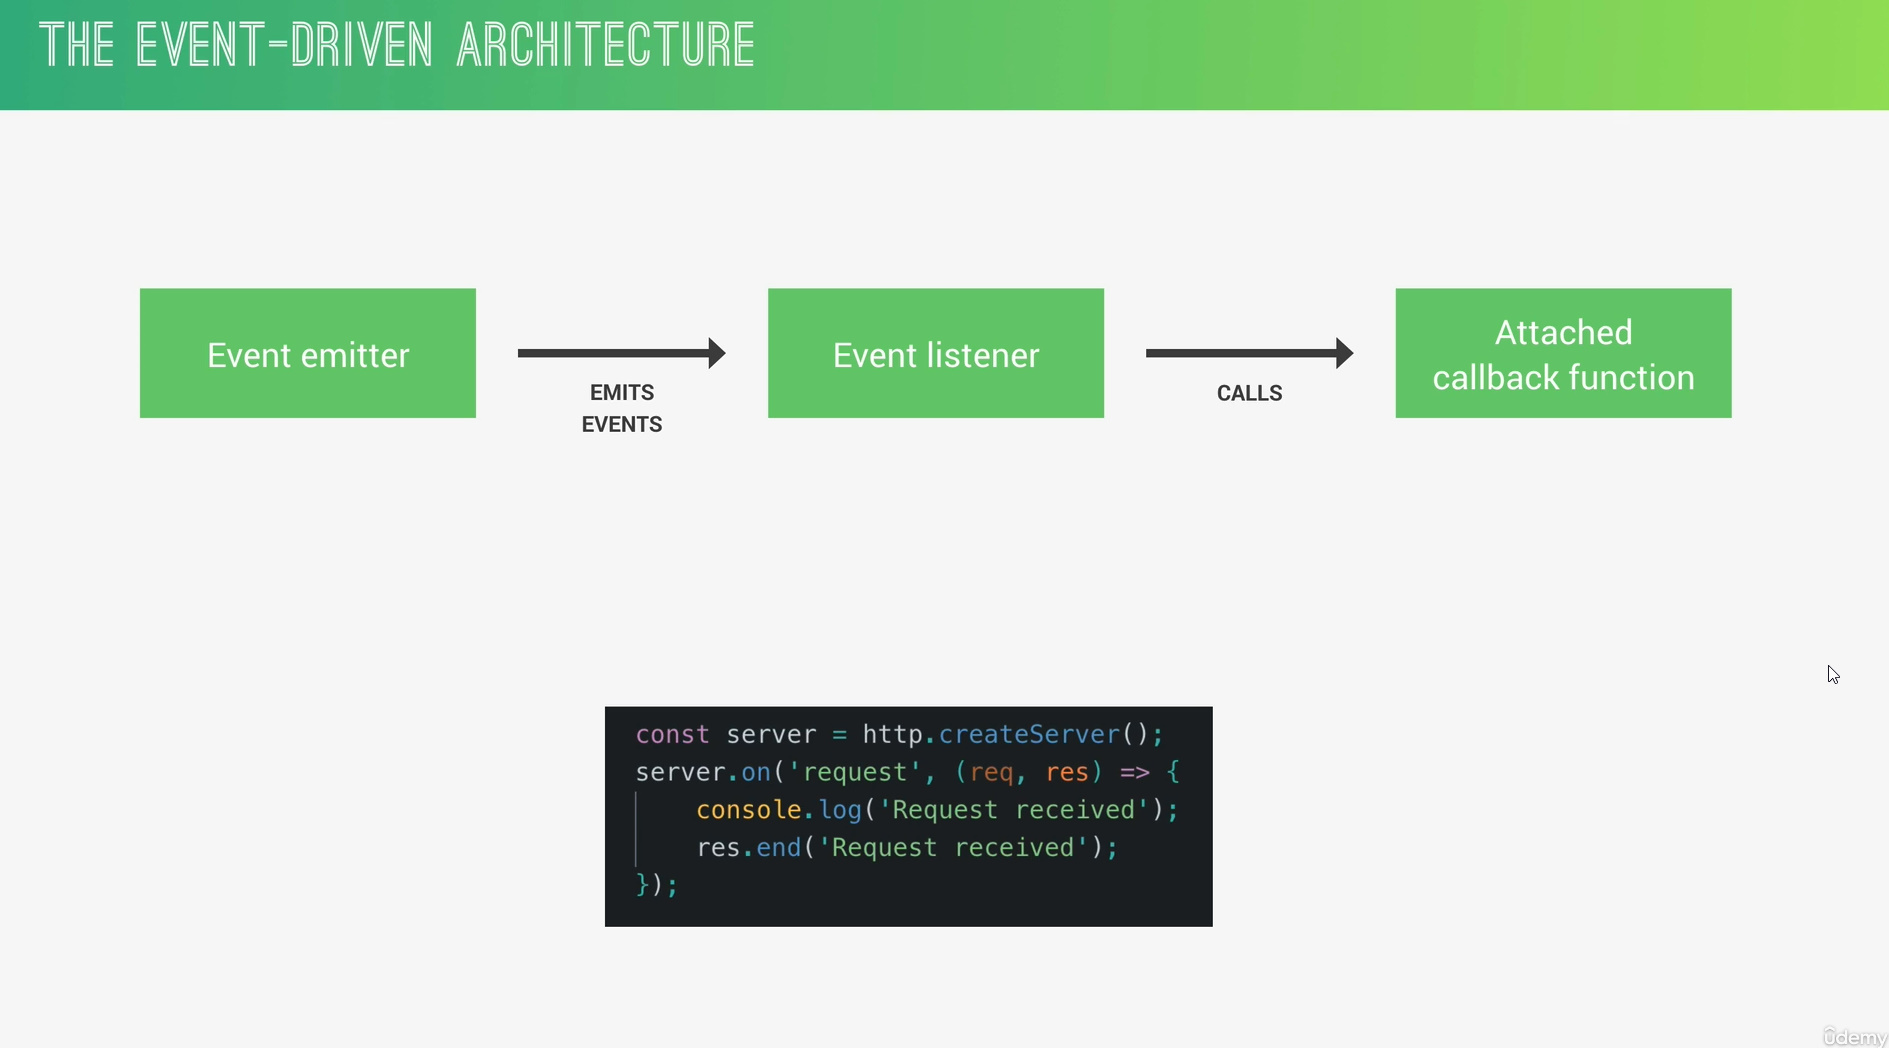 THE EVENT-DRIVEN ARCHITECTURE
Event emitter
EMITS
EVENTS
Event listener
CALLS
Attached
callback function
const server = http.createServer();
server.on('request', (req, res) => {
    console.log('Request received');
    res.end('Request received');
});
ûdemy